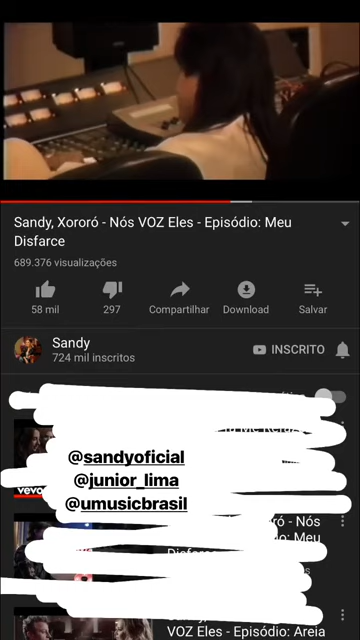 Sandy, Xororó - Nós VOZ Eles - Episódio: Meu
Disfarce
689.376 visualizações
58 mil
297
Compartilhar
Download
Salvar
Sandy
724 mil inscritos
INSCRITO
@sandyoficial
@junior_lima
@umusicbrasil
vevo
ró - Nós
: Meu
VOZ Eles - Episódio: Areia